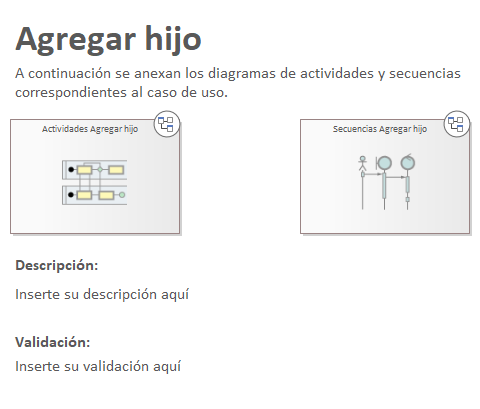 Agregar hijo
A continuación se anexan los diagramas de actividades y secuencias
correspondientes al caso de uso.
Actividades Agregar hijo
Secuencias Agregar hijo
Descripción:
Inserte su descripción aquí
Validación:
Inserte su validación aquí